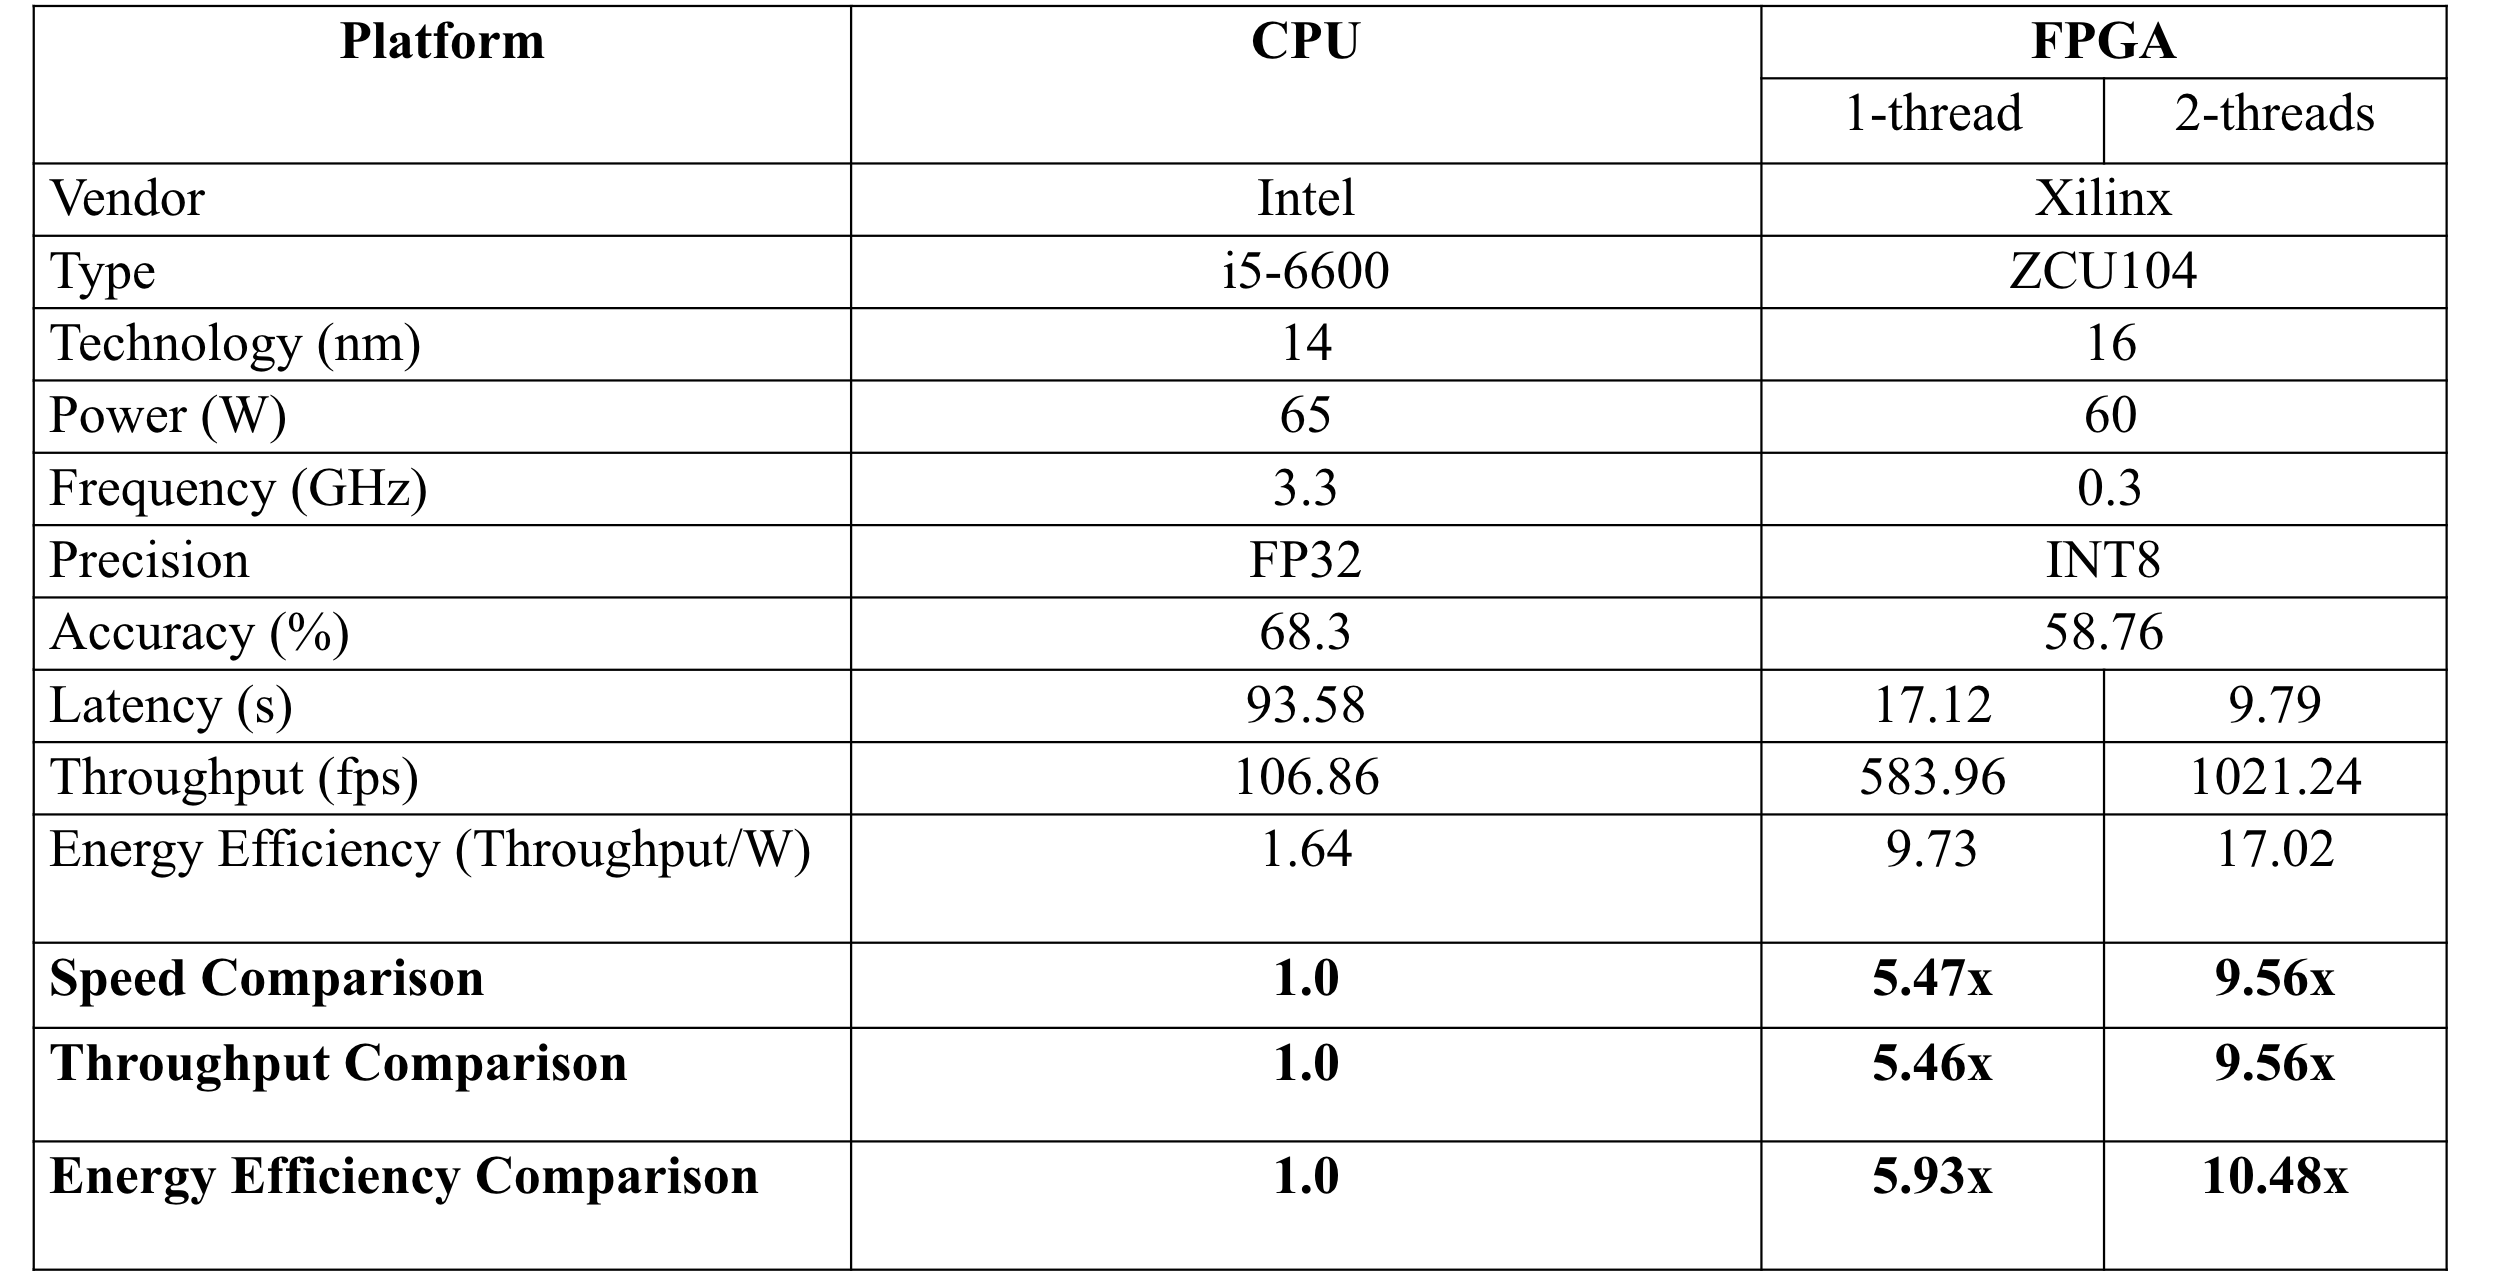 Platform CPU FPGA
1-thread 2-threads
Vendor Intel Xilinx
Type i5-6600 ZCU104
Technology (nm) 14 16
Power (W) 65 60
Frequency (GHz) 3.3 0.3
Precision FP32 INT8
Accuracy (%) 68.3 58.76
Latency (s) 93.58 17.12 9.79
Throughput (fps) 106.86 583.96 1021.24
Energy Efficiency (Throughput/W) 1.64 9.73 17.02
Speed Comparison 1.0 5.47x 9.56x
Throughput Comparison 1.0 5.46x 9.56x
Energy Efficiency Comparison 1.0 5.93x 10.48x